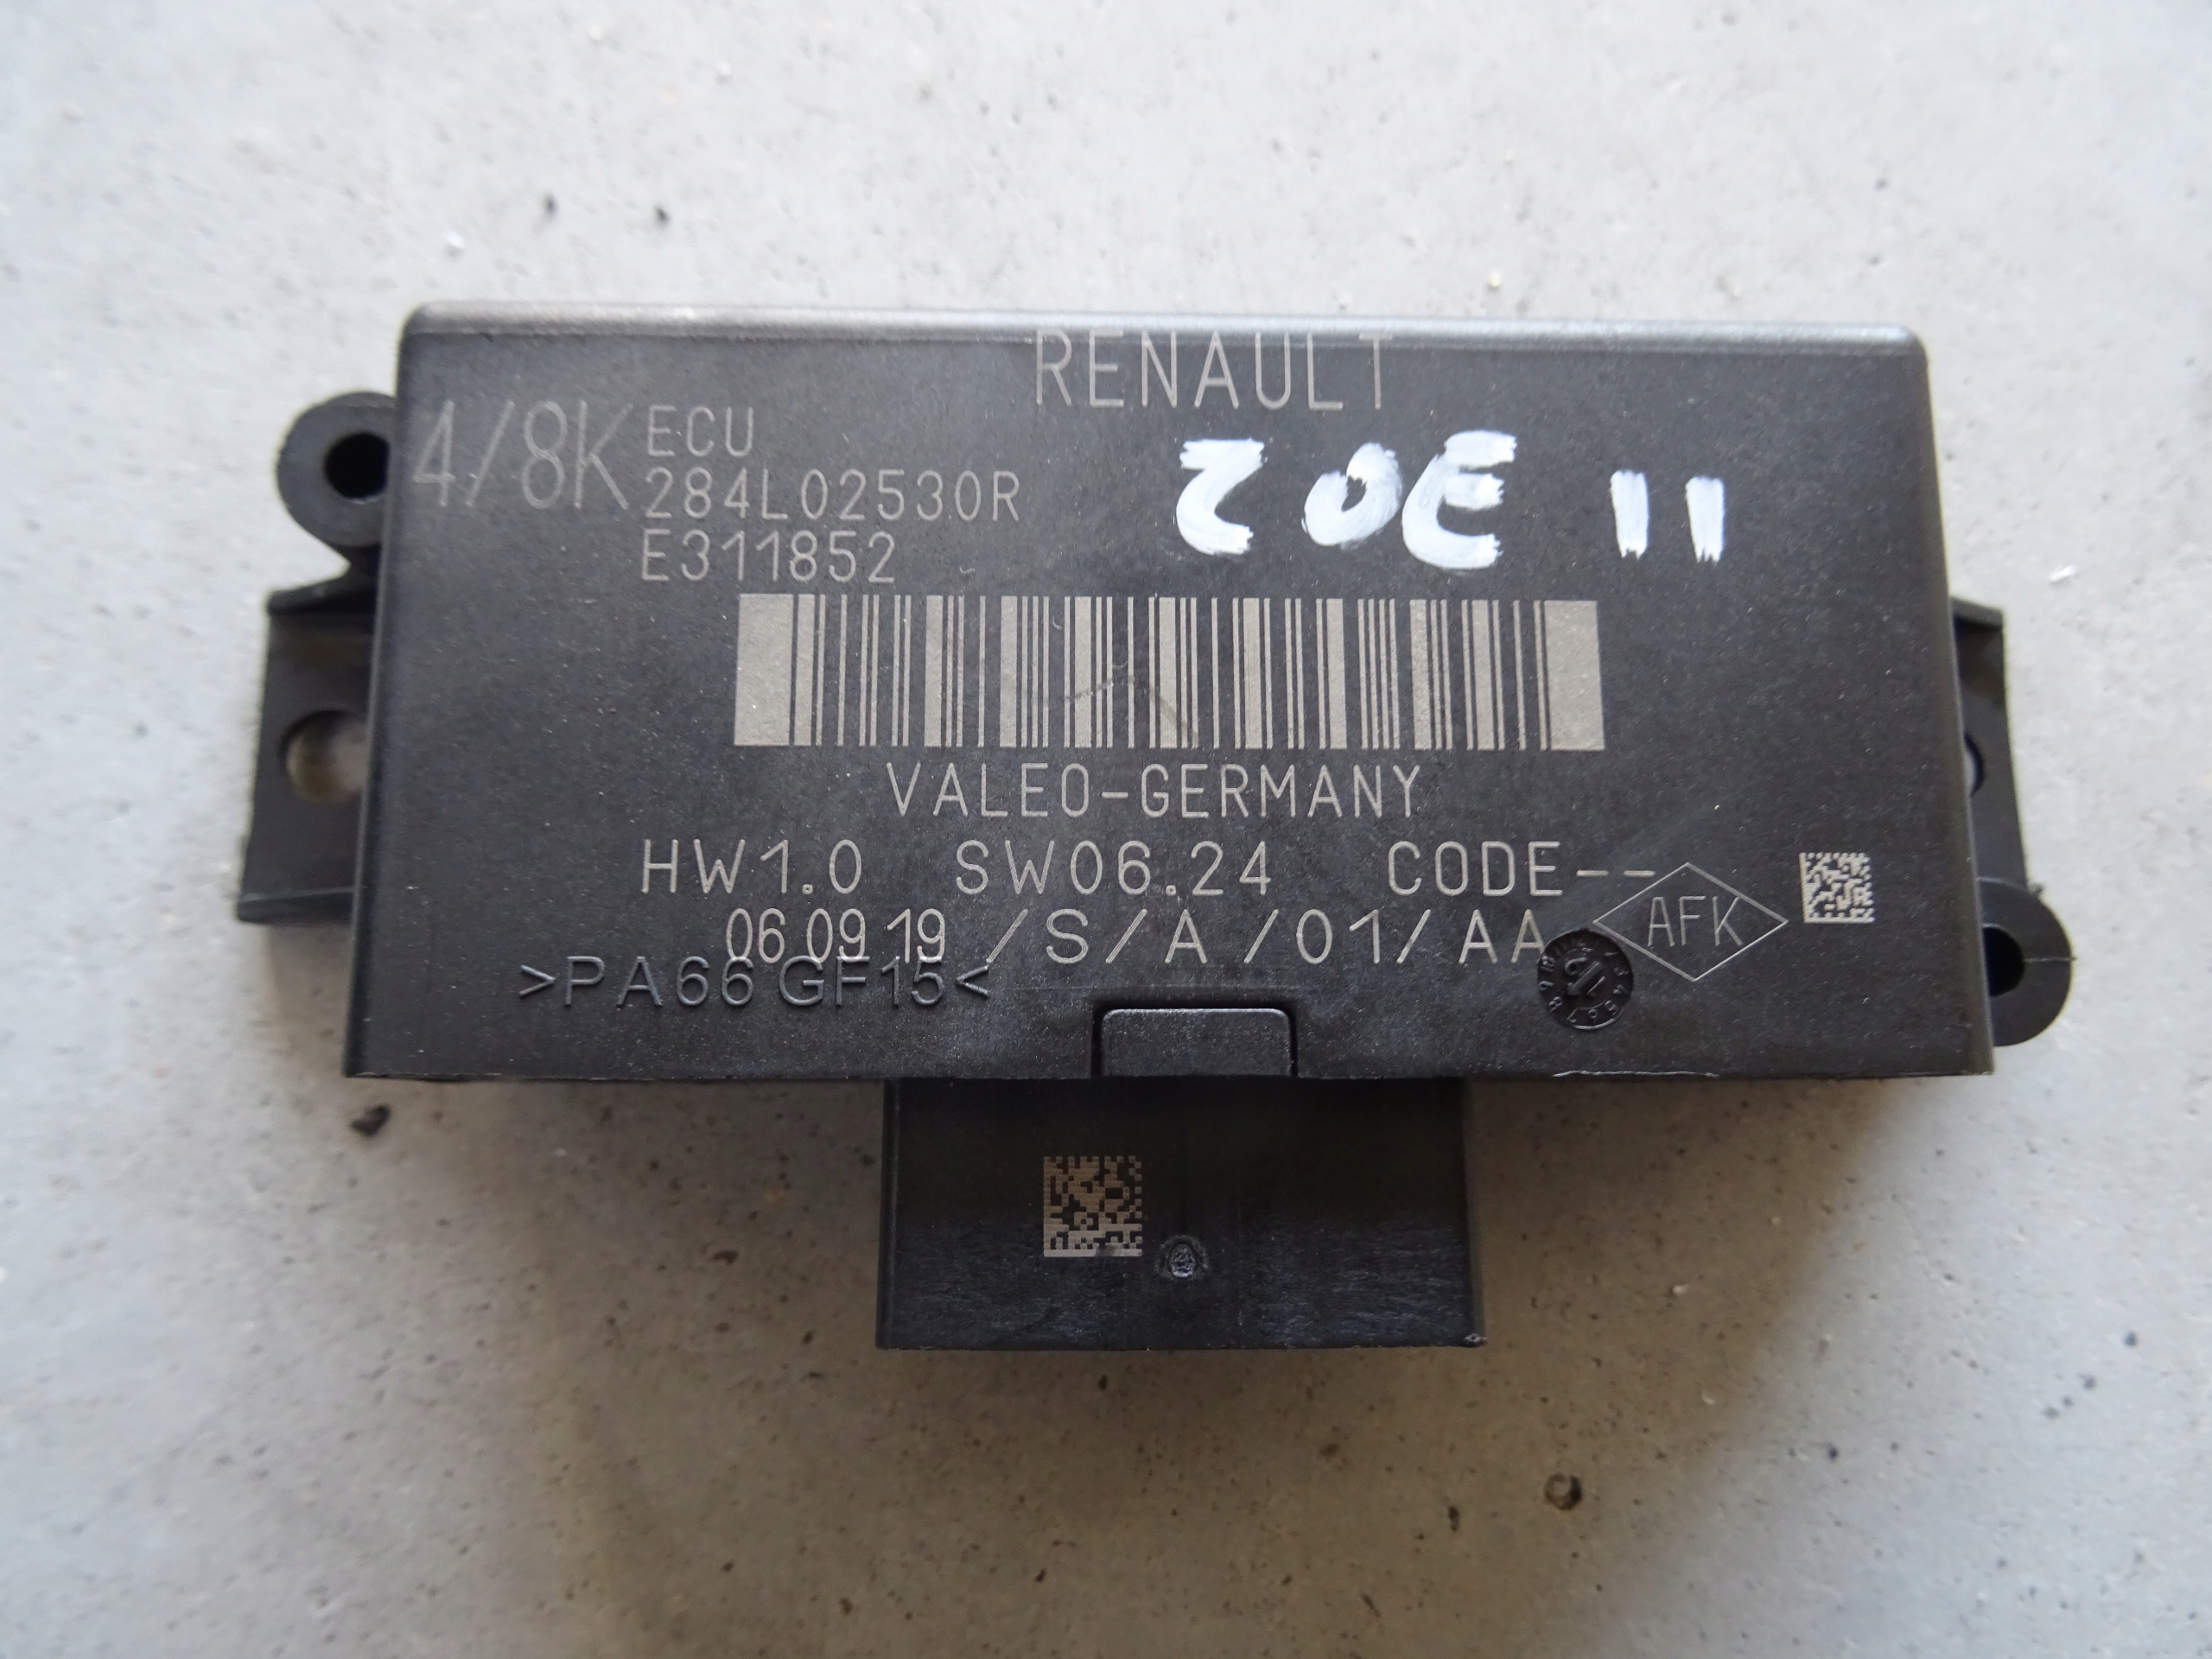 RENAULT
4/8K
ECU
284L02530R
E311852
ZOE II
VALEO-GERMANY
HW1.0 SW06.24 CODE--
06.09.19 /S/A/01/AA
AFK
>PA66 GF15<